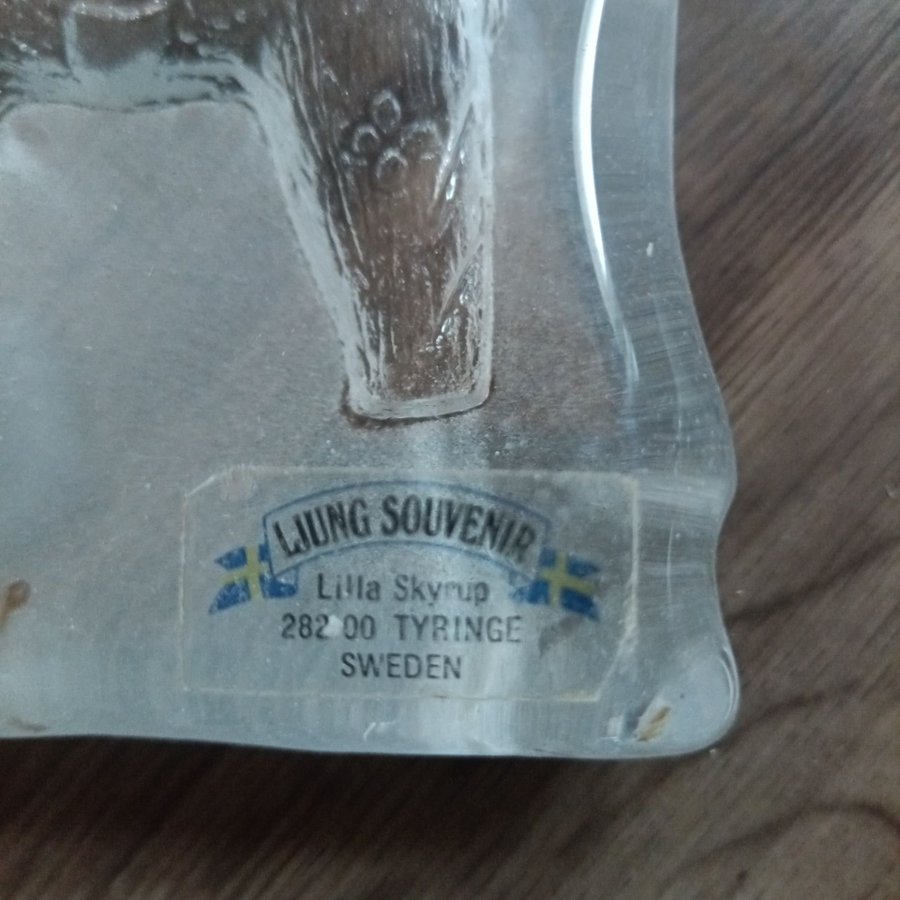 LJUNG SOUVENIR
Lilla Skyrup
282 00 TYRINGE
SWEDEN